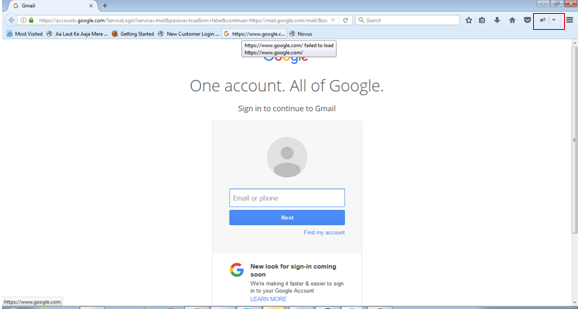 Gmail
https://accounts.google.com/ServiceLogin?service=mail&passive=true&rm=false&continue=https://mail.google.com/mail/&ss
Search
Most Visited
Aa Laut Ke Aaja Mere ...
Getting Started
New Customer Login ...
https://www.google.c...
Novus
https://www.google.com/ failed to load
https://www.google.com/
Google
One account. All of Google.
Sign in to continue to Gmail
Email or phone
Next
Find my account
New look for sign-in coming
soon
We're making it faster & easier to sign
in to your Google Account
LEARN MORE
https://www.google.com